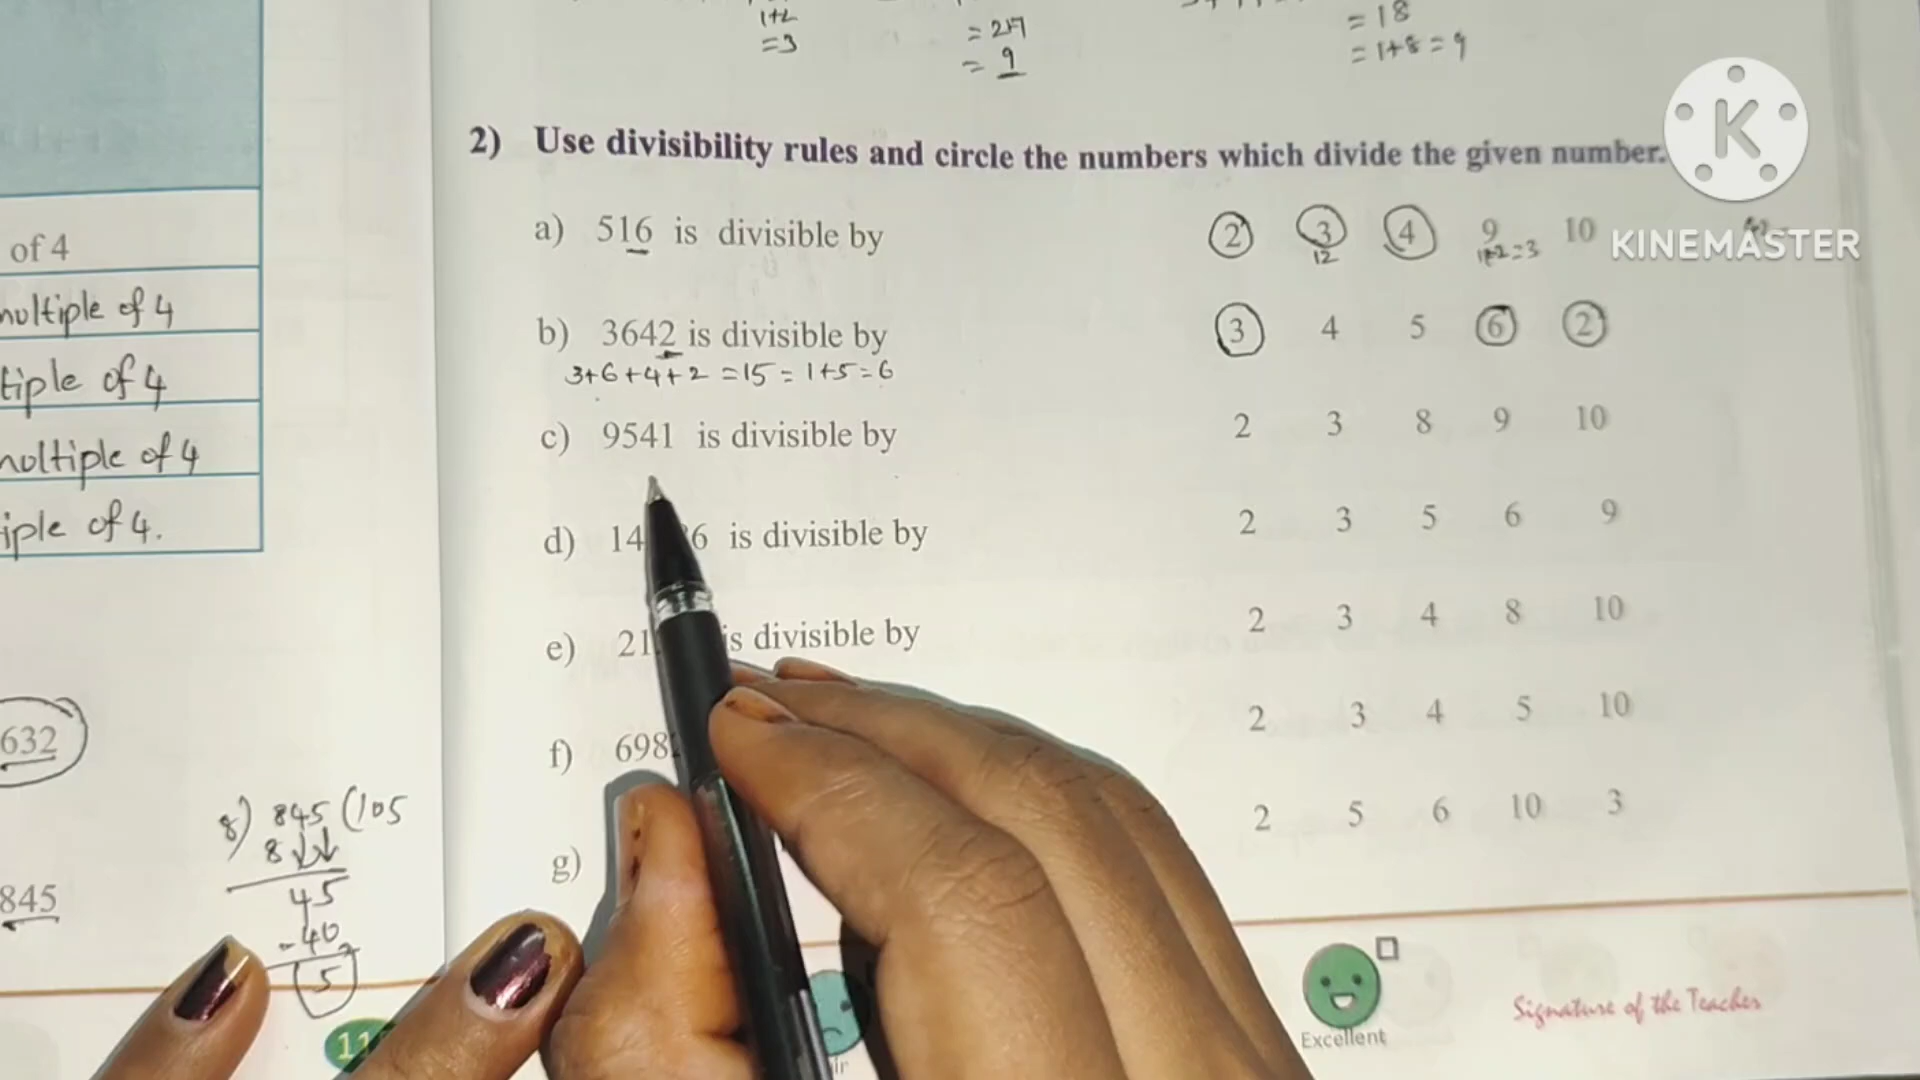 1+2
=3
= 2+7
= 9
= 18
= 1+8 = 9
2) Use divisibility rules and circle the numbers which divide the given number.
KINEMASTER
a) 516 is divisible by 2 3 4 9 10
12 1+2=3
b) 3642 is divisible by 3 4 5 6 2
3+6+4+2 =15 = 1+5=6
c) 9541 is divisible by 2 3 8 9 10
d) 14 6 is divisible by 2 3 5 6 9
e) 21 is divisible by 2 3 4 8 10
f) 698 2 3 4 5 10
g) 2 5 6 10 3
of 4
multiple of 4
tiple of 4
multiple of 4
iple of 4.
632
845
8) 845 (105
8
45
-40
5
11
Excellent
Signature of the Teacher